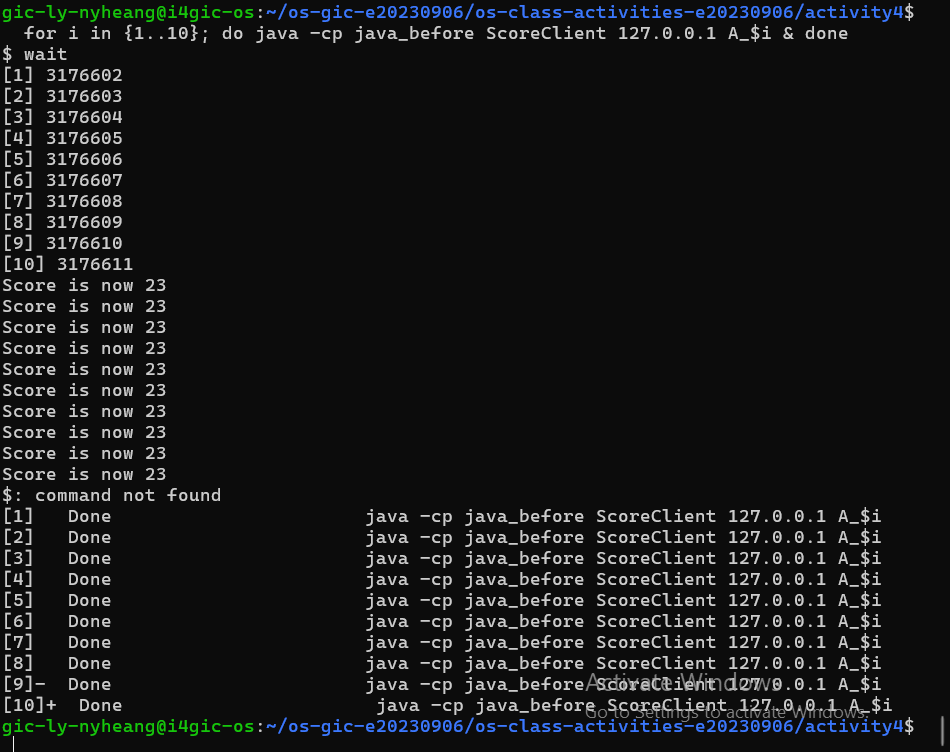 gic-ly-nyheang@i4gic-os:~/os-gic-e20230906/os-class-activities-e20230906/activity4$
for i in {1..10}; do java -cp java_before ScoreClient 127.0.0.1 A_$i & done
$ wait
[1] 3176602
[2] 3176603
[3] 3176604
[4] 3176605
[5] 3176606
[6] 3176607
[7] 3176608
[8] 3176609
[9] 3176610
[10] 3176611
Score is now 23
Score is now 23
Score is now 23
Score is now 23
Score is now 23
Score is now 23
Score is now 23
Score is now 23
Score is now 23
Score is now 23
$: command not found
[1]   Done                       java -cp java_before ScoreClient 127.0.0.1 A_$i
[2]   Done                       java -cp java_before ScoreClient 127.0.0.1 A_$i
[3]   Done                       java -cp java_before ScoreClient 127.0.0.1 A_$i
[4]   Done                       java -cp java_before ScoreClient 127.0.0.1 A_$i
[5]   Done                       java -cp java_before ScoreClient 127.0.0.1 A_$i
[6]   Done                       java -cp java_before ScoreClient 127.0.0.1 A_$i
[7]   Done                       java -cp java_before ScoreClient 127.0.0.1 A_$i
[8]   Done                       java -cp java_before ScoreClient 127.0.0.1 A_$i
[9]-  Done                       java -cp java_before ScoreClient 127.0.0.1 A_$i
Activate Windows
[10]+  Done                       java -cp java_before ScoreClient 127.0.0.1 A_$i
Go to Settings to activate Windows.
gic-ly-nyheang@i4gic-os:~/os-gic-e20230906/os-class-activities-e20230906/activity4$